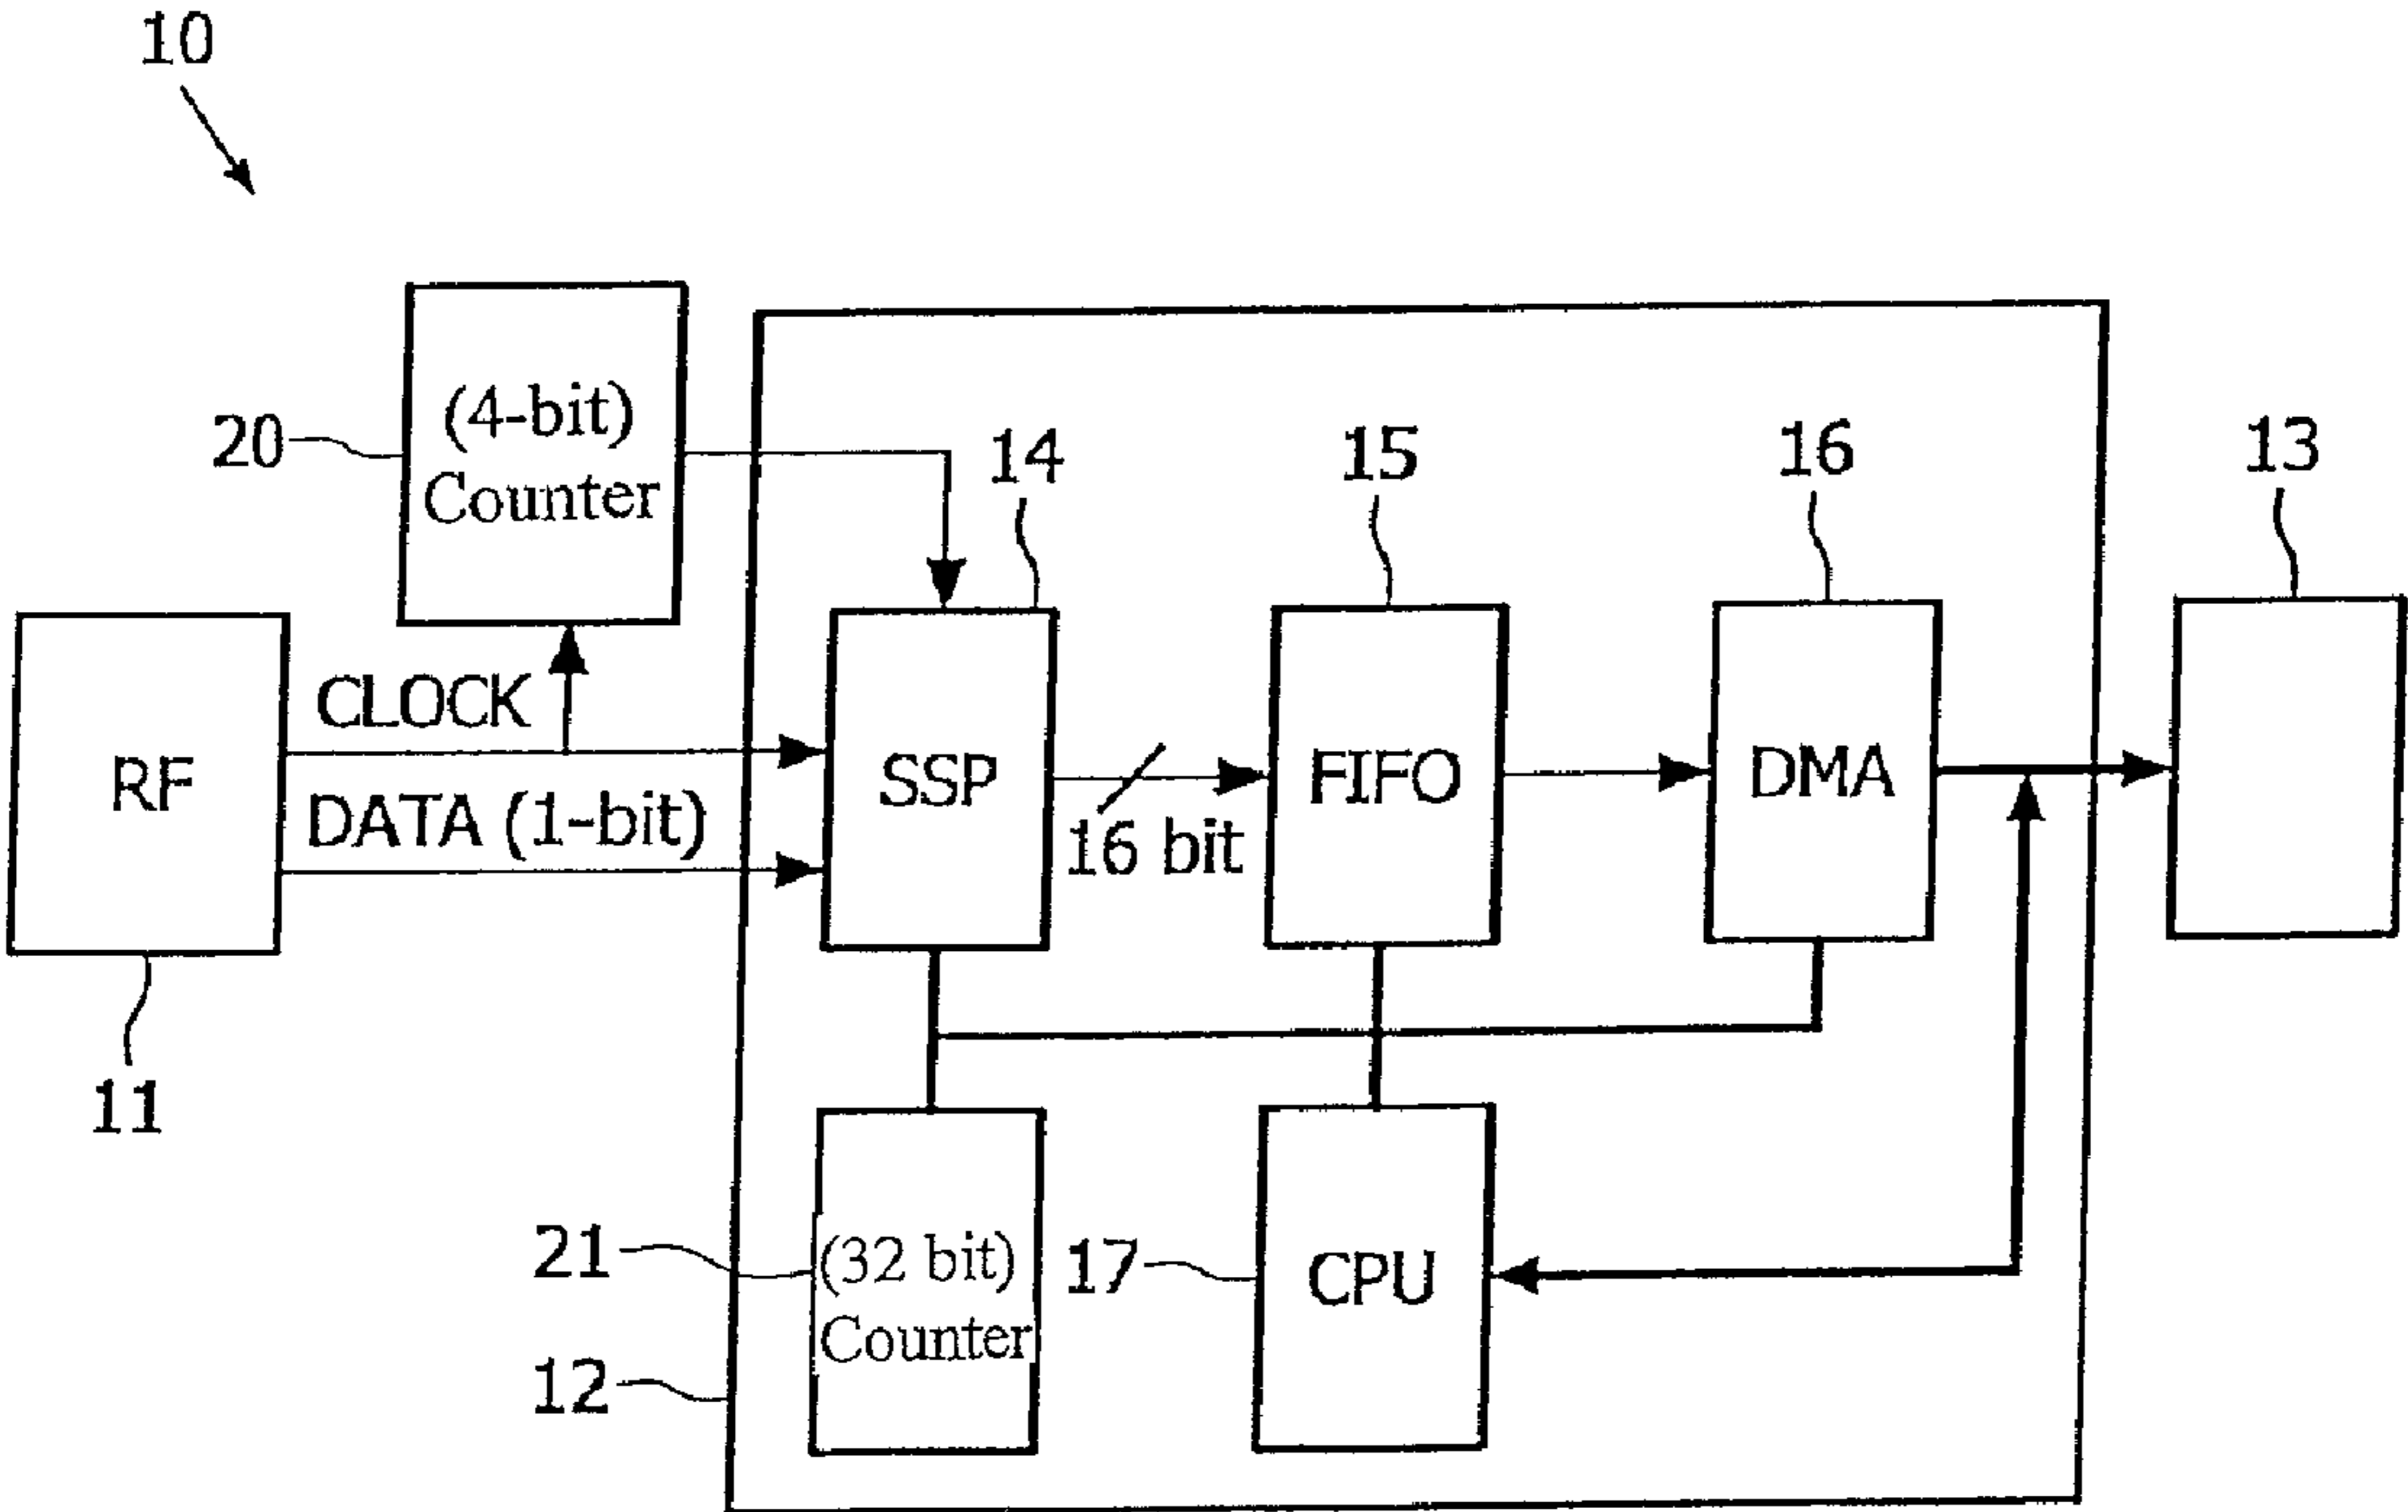 10
(4-bit)
Counter
20
14
15
16
13
CLOCK
RF
DATA (1-bit)
SSP
16 bit
FIFO
DMA
11
21
(32 bit)
Counter
17
CPU
12